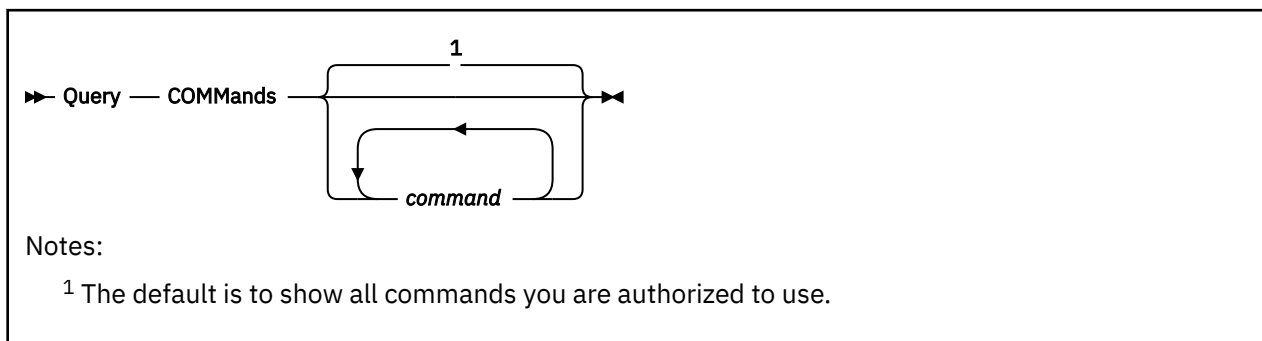 1
Query COMMands
command
Notes:
1 The default is to show all commands you are authorized to use.